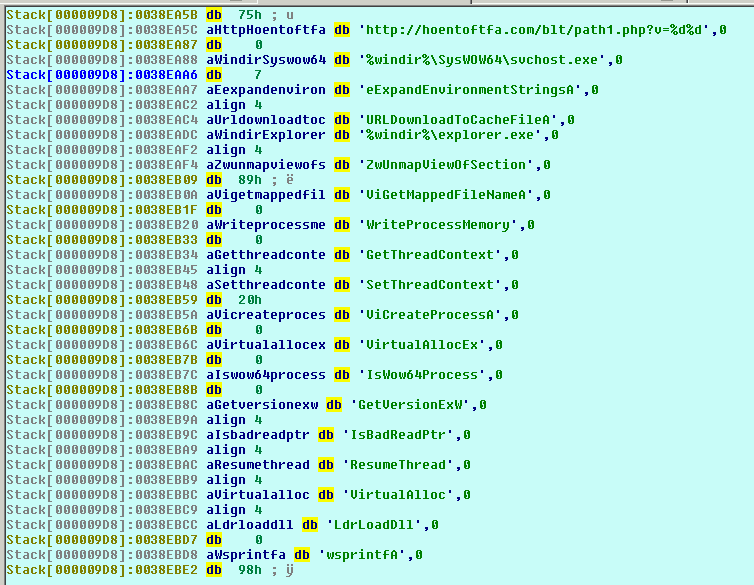 Stack[000009D8]:0038EA5B db 75h ; u
Stack[000009D8]:0038EA5C aHttpHoentoftfa db 'http://hoentoftfa.com/blt/path1.php?v=%d%d',0
Stack[000009D8]:0038EA87 db 0
Stack[000009D8]:0038EA88 aWindirSyswow64 db '%windir%\SysWOW64\svchost.exe',0
Stack[000009D8]:0038EAA6 db 7
Stack[000009D8]:0038EAA7 aEexpandenviron db 'eExpandEnvironmentStringsA',0
Stack[000009D8]:0038EAC2 align 4
Stack[000009D8]:0038EAC4 aUrldownloadtoc db 'URLDownloadToCacheFileA',0
Stack[000009D8]:0038EADC aWindirExplorer db '%windir%\explorer.exe',0
Stack[000009D8]:0038EAF2 align 4
Stack[000009D8]:0038EAF4 aZwunmapviewofs db 'ZwUnmapViewOfSection',0
Stack[000009D8]:0038EB09 db 89h ; ë
Stack[000009D8]:0038EB0A aVigetmappedfil db 'ViGetMappedFileNameA',0
Stack[000009D8]:0038EB1F db 0
Stack[000009D8]:0038EB20 aWriteprocessme db 'WriteProcessMemory',0
Stack[000009D8]:0038EB33 db 0
Stack[000009D8]:0038EB34 aGetthreadconte db 'GetThreadContext',0
Stack[000009D8]:0038EB45 align 4
Stack[000009D8]:0038EB48 aSetthreadconte db 'SetThreadContext',0
Stack[000009D8]:0038EB59 db 20h
Stack[000009D8]:0038EB5A aVicreateproces db 'ViCreateProcessA',0
Stack[000009D8]:0038EB6B db 0
Stack[000009D8]:0038EB6C aVirtualallocex db 'VirtualAllocEx',0
Stack[000009D8]:0038EB7B db 0
Stack[000009D8]:0038EB7C aIswow64process db 'IsWow64Process',0
Stack[000009D8]:0038EB8B db 0
Stack[000009D8]:0038EB8C aGetversionexw db 'GetVersionExW',0
Stack[000009D8]:0038EB9A align 4
Stack[000009D8]:0038EB9C aIsbadreadptr db 'IsBadReadPtr',0
Stack[000009D8]:0038EBA9 align 4
Stack[000009D8]:0038EBAC aResumethread db 'ResumeThread',0
Stack[000009D8]:0038EBB9 align 4
Stack[000009D8]:0038EBBC aVirtualalloc db 'VirtualAlloc',0
Stack[000009D8]:0038EBC9 align 4
Stack[000009D8]:0038EBCC aLdrloaddll db 'LdrLoadDll',0
Stack[000009D8]:0038EBD7 db 0
Stack[000009D8]:0038EBD8 aWsprintfa db 'wsprintfA',0
Stack[000009D8]:0038EBE2 db 98h ; ÿ